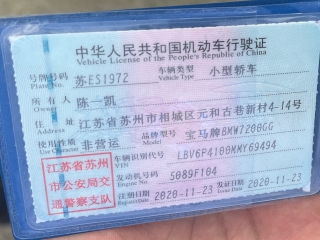 中华人民共和国机动车行驶证
Vehicle License of the People's Republic of China
号牌号码 苏ES1972 车辆类型 小型轿车
Plate No. Vehicle Type
所有人 陈一凯
Owner
住址 江苏省苏州市相城区元和古巷新村4-14号
Address
使用性质 非营运 品牌型号 宝马牌BMW7200GG
Use Character Model
江苏省苏州 车辆识别代号 LBV6P4100MMY69494
VIN
市公安局交 发动机号码 5089F104
Engine No.
通警察支队 注册日期 2020-11-23 发证日期 2020-11-23
Register Date Issue Date